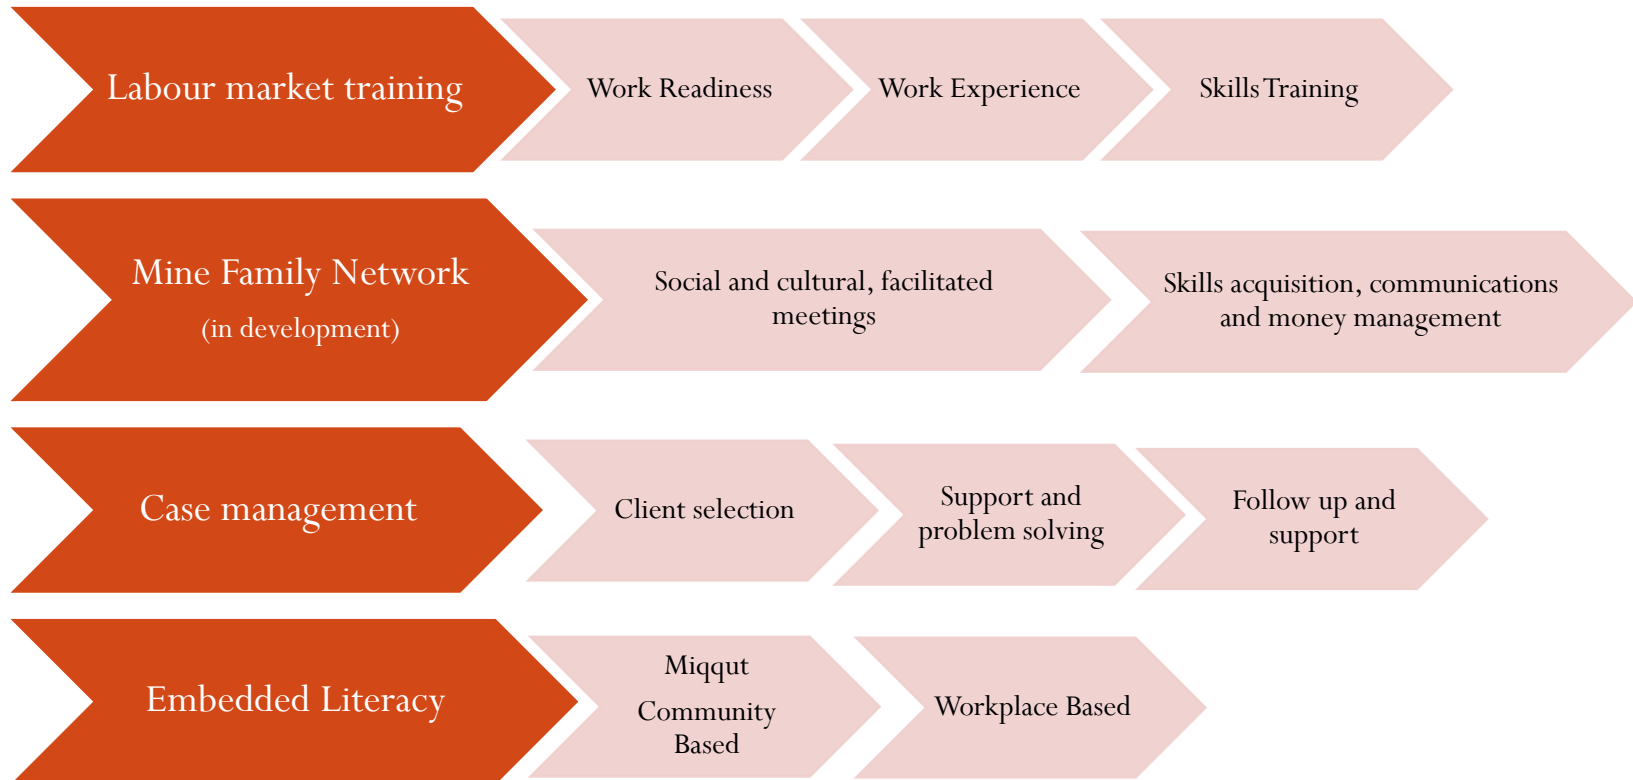 Labour market training
Work Readiness
Work Experience
Skills Training
Mine Family Network
(in development)
Social and cultural, facilitated
meetings
Skills acquisition, communications
and money management
Case management
Client selection
Support and
problem solving
Follow up and
support
Embedded Literacy
Miqqut
Community
Based
Workplace Based